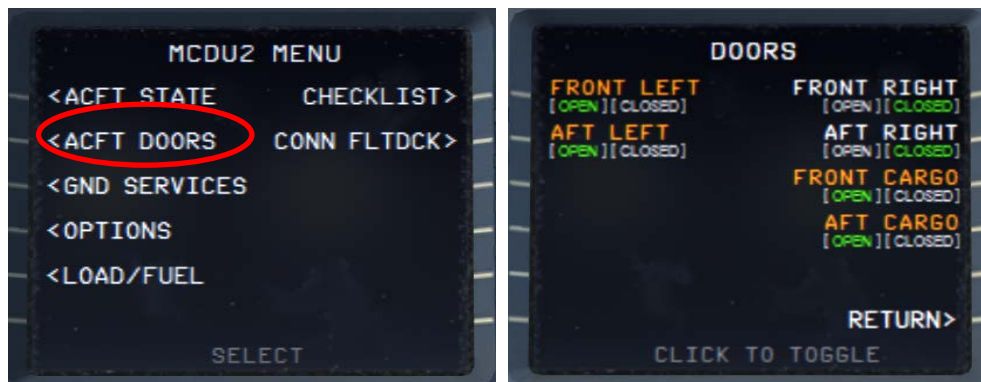 MCDU2 MENU
<ACFT STATE CHECKLIST>
<ACFT DOORS CONN FLTDCK>
<GND SERVICES
<OPTIONS
<LOAD/FUEL
SELECT
DOORS
FRONT LEFT FRONT RIGHT
[OPEN][CLOSED] [OPEN][CLOSED]
AFT LEFT AFT RIGHT
[OPEN][CLOSED] [OPEN][CLOSED]
FRONT CARGO
[OPEN][CLOSED]
AFT CARGO
[OPEN][CLOSED]
RETURN>
CLICK TO TOGGLE